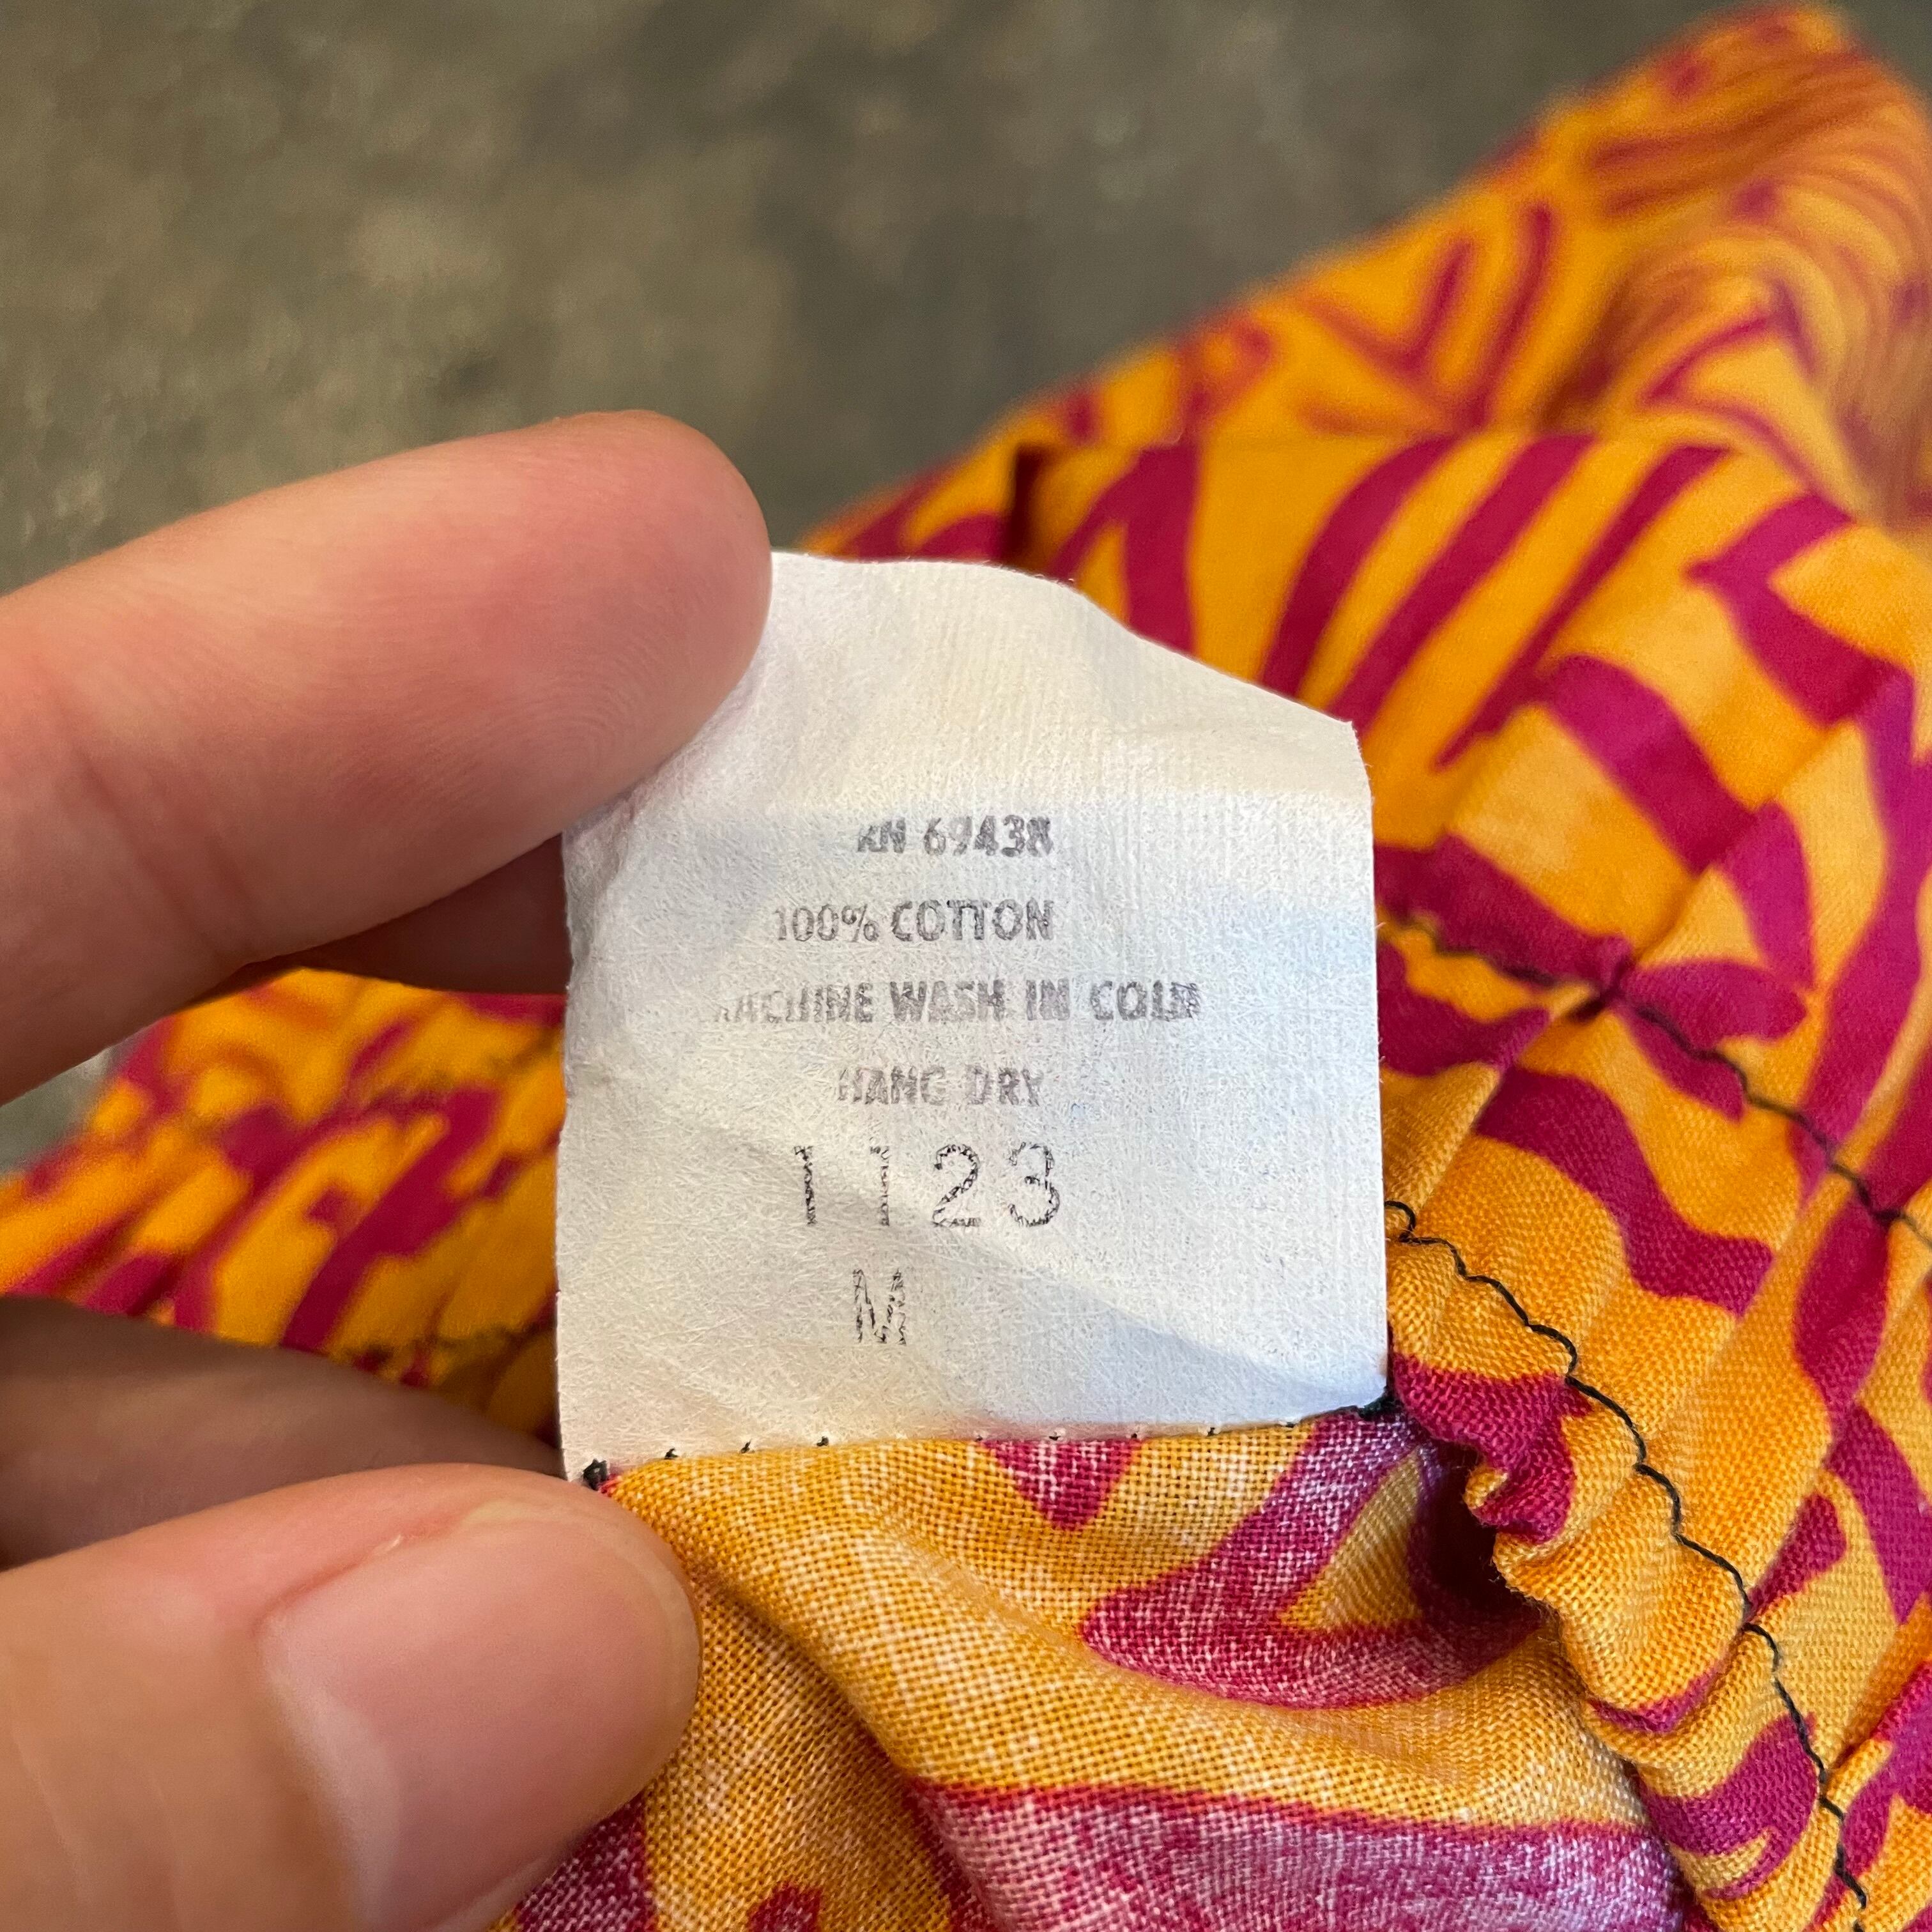 RN 69438
100% COTTON
MACHINE WASH IN COLD
HANG DRY
1123
M